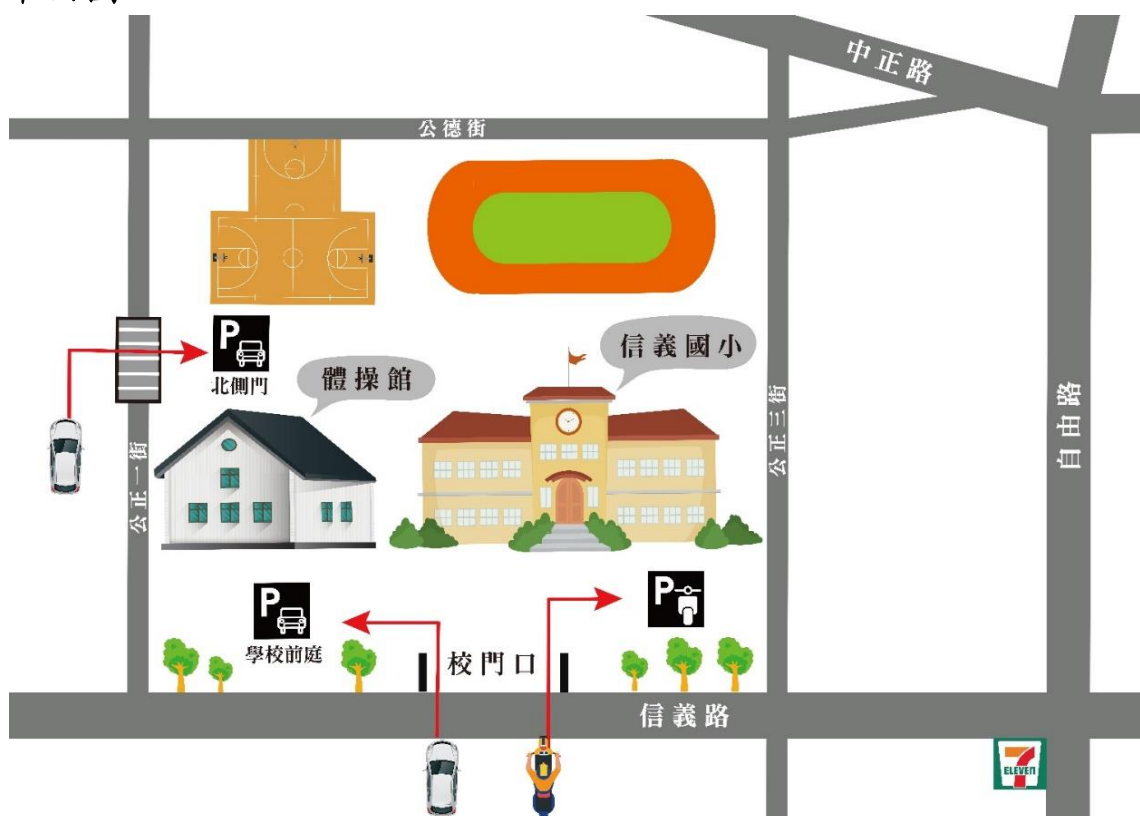 中正路
公德街
P
北側門
體操館
信義國小
公正一街
公正三街
自由路
P
學校前庭
P
校門口
信義路
7
ELEVEn